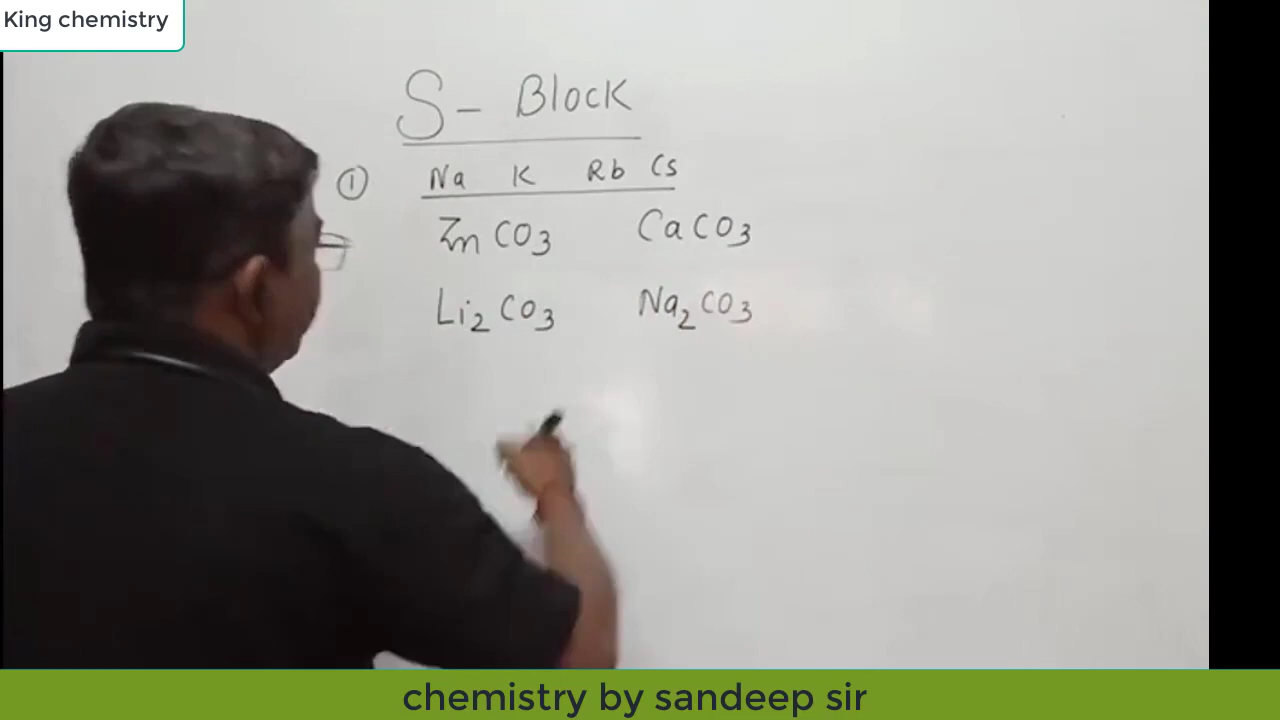 King chemistry
S- Block
① Na K Rb Cs
ZnCO3 CaCO3
Li2CO3 Na2CO3
chemistry by sandeep sir